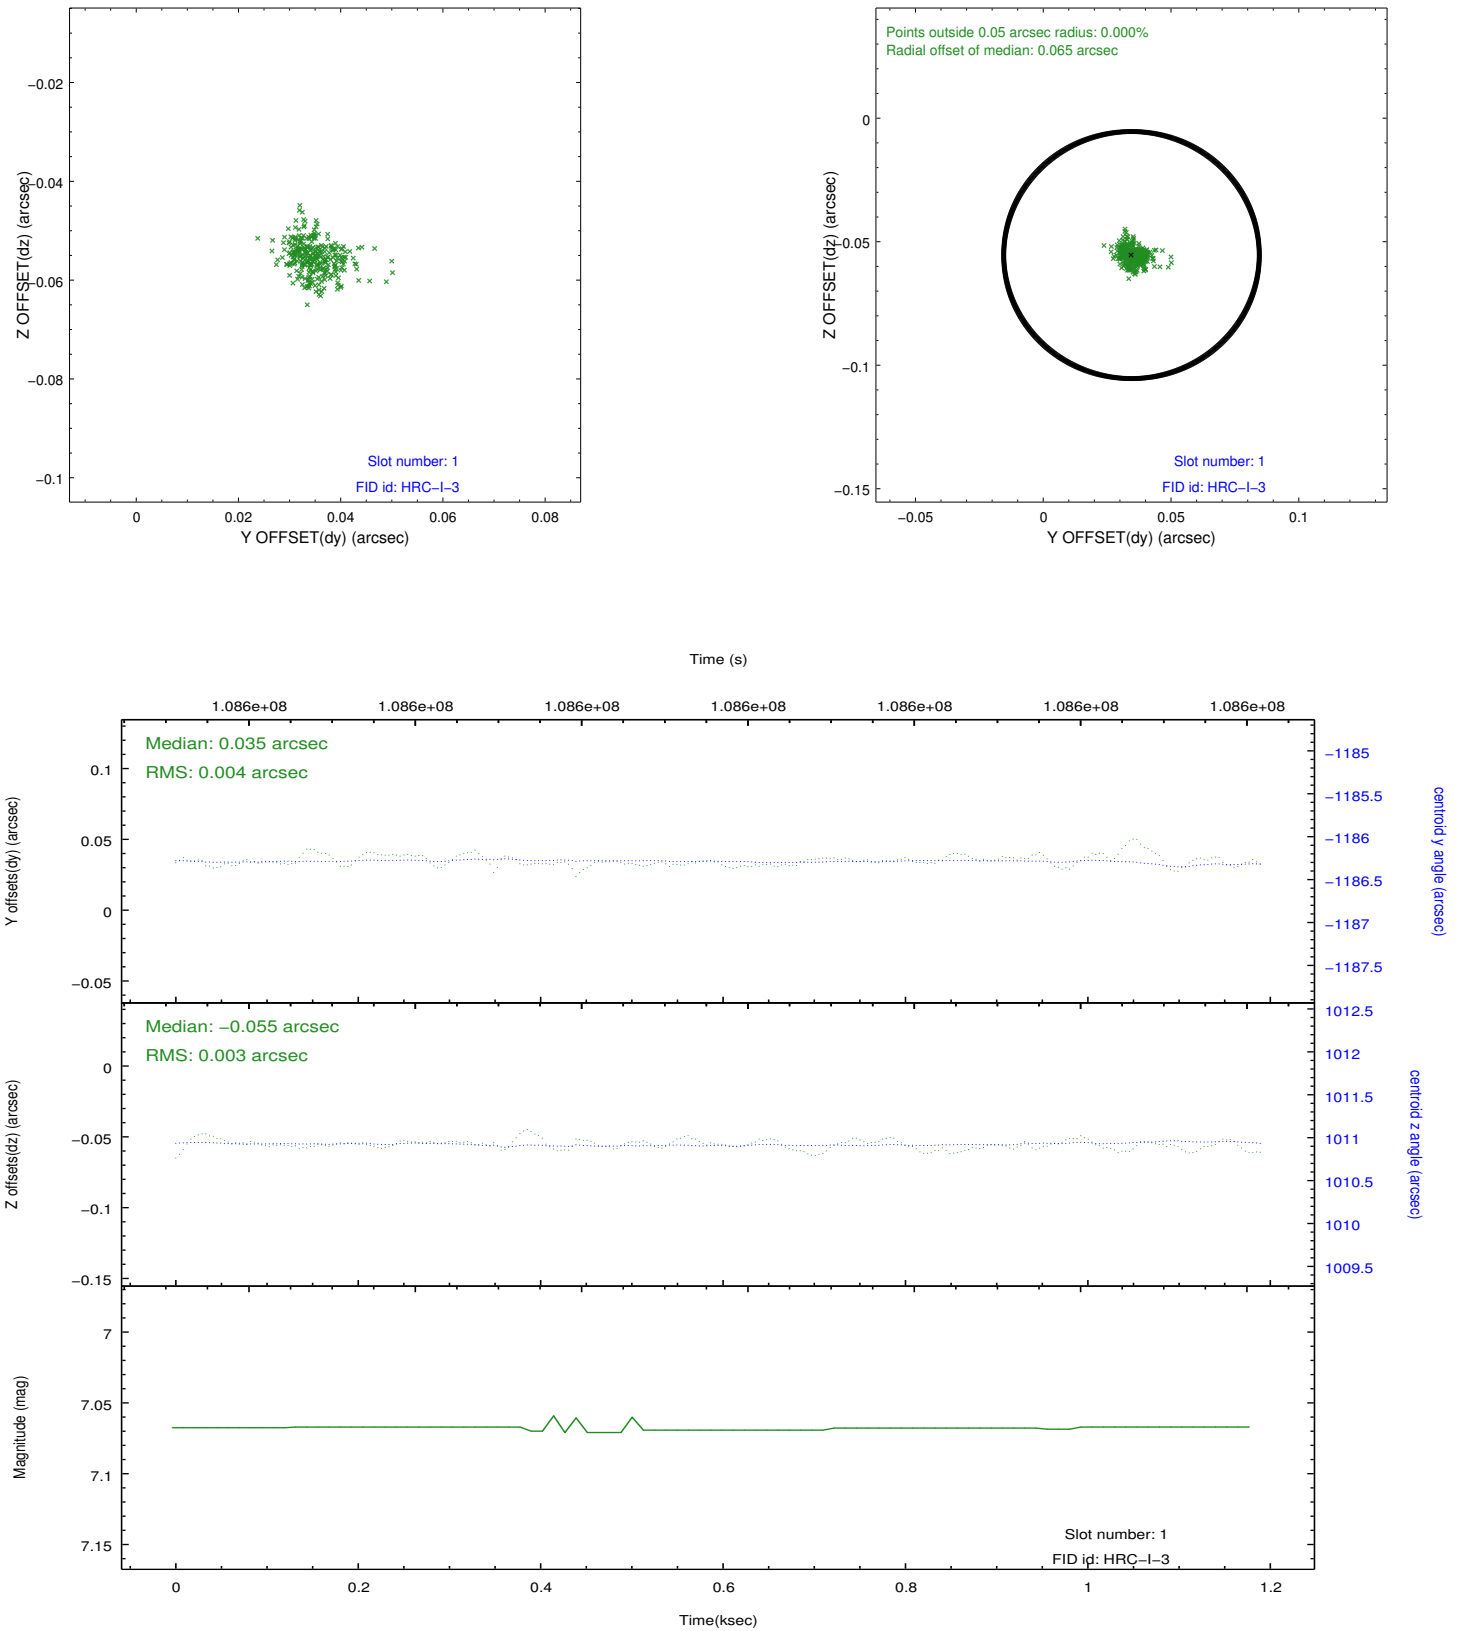 −0.02
−0.04
−0.06
−0.08
−0.1
Z OFFSET(dz) (arcsec)
Slot number: 1
FID id: HRC−I−3
0 0.02 0.04 0.06 0.08
Y OFFSET(dy) (arcsec)
Points outside 0.05 arcsec radius: 0.000%
Radial offset of median: 0.065 arcsec
0
−0.05
−0.1
−0.15
Z OFFSET(dz) (arcsec)
Slot number: 1
FID id: HRC−I−3
−0.05 0 0.05 0.1
Y OFFSET(dy) (arcsec)
Time (s)
1.086e+08 1.086e+08 1.086e+08 1.086e+08 1.086e+08 1.086e+08 1.086e+08
Median: 0.035 arcsec
RMS: 0.004 arcsec
0.1
0.05
0
−0.05
Y offsets(dy) (arcsec)
−1185
−1185.5
−1186
−1186.5
−1187
−1187.5
centroid y angle (arcsec)
Median: −0.055 arcsec
RMS: 0.003 arcsec
0
−0.05
−0.1
−0.15
Z offsets(dz) (arcsec)
1012.5
1012
1011.5
1011
1010.5
1010
1009.5
centroid z angle (arcsec)
7
7.05
7.1
7.15
Magnitude (mag)
Slot number: 1
FID id: HRC−I−3
0 0.2 0.4 0.6 0.8 1 1.2
Time(ksec)